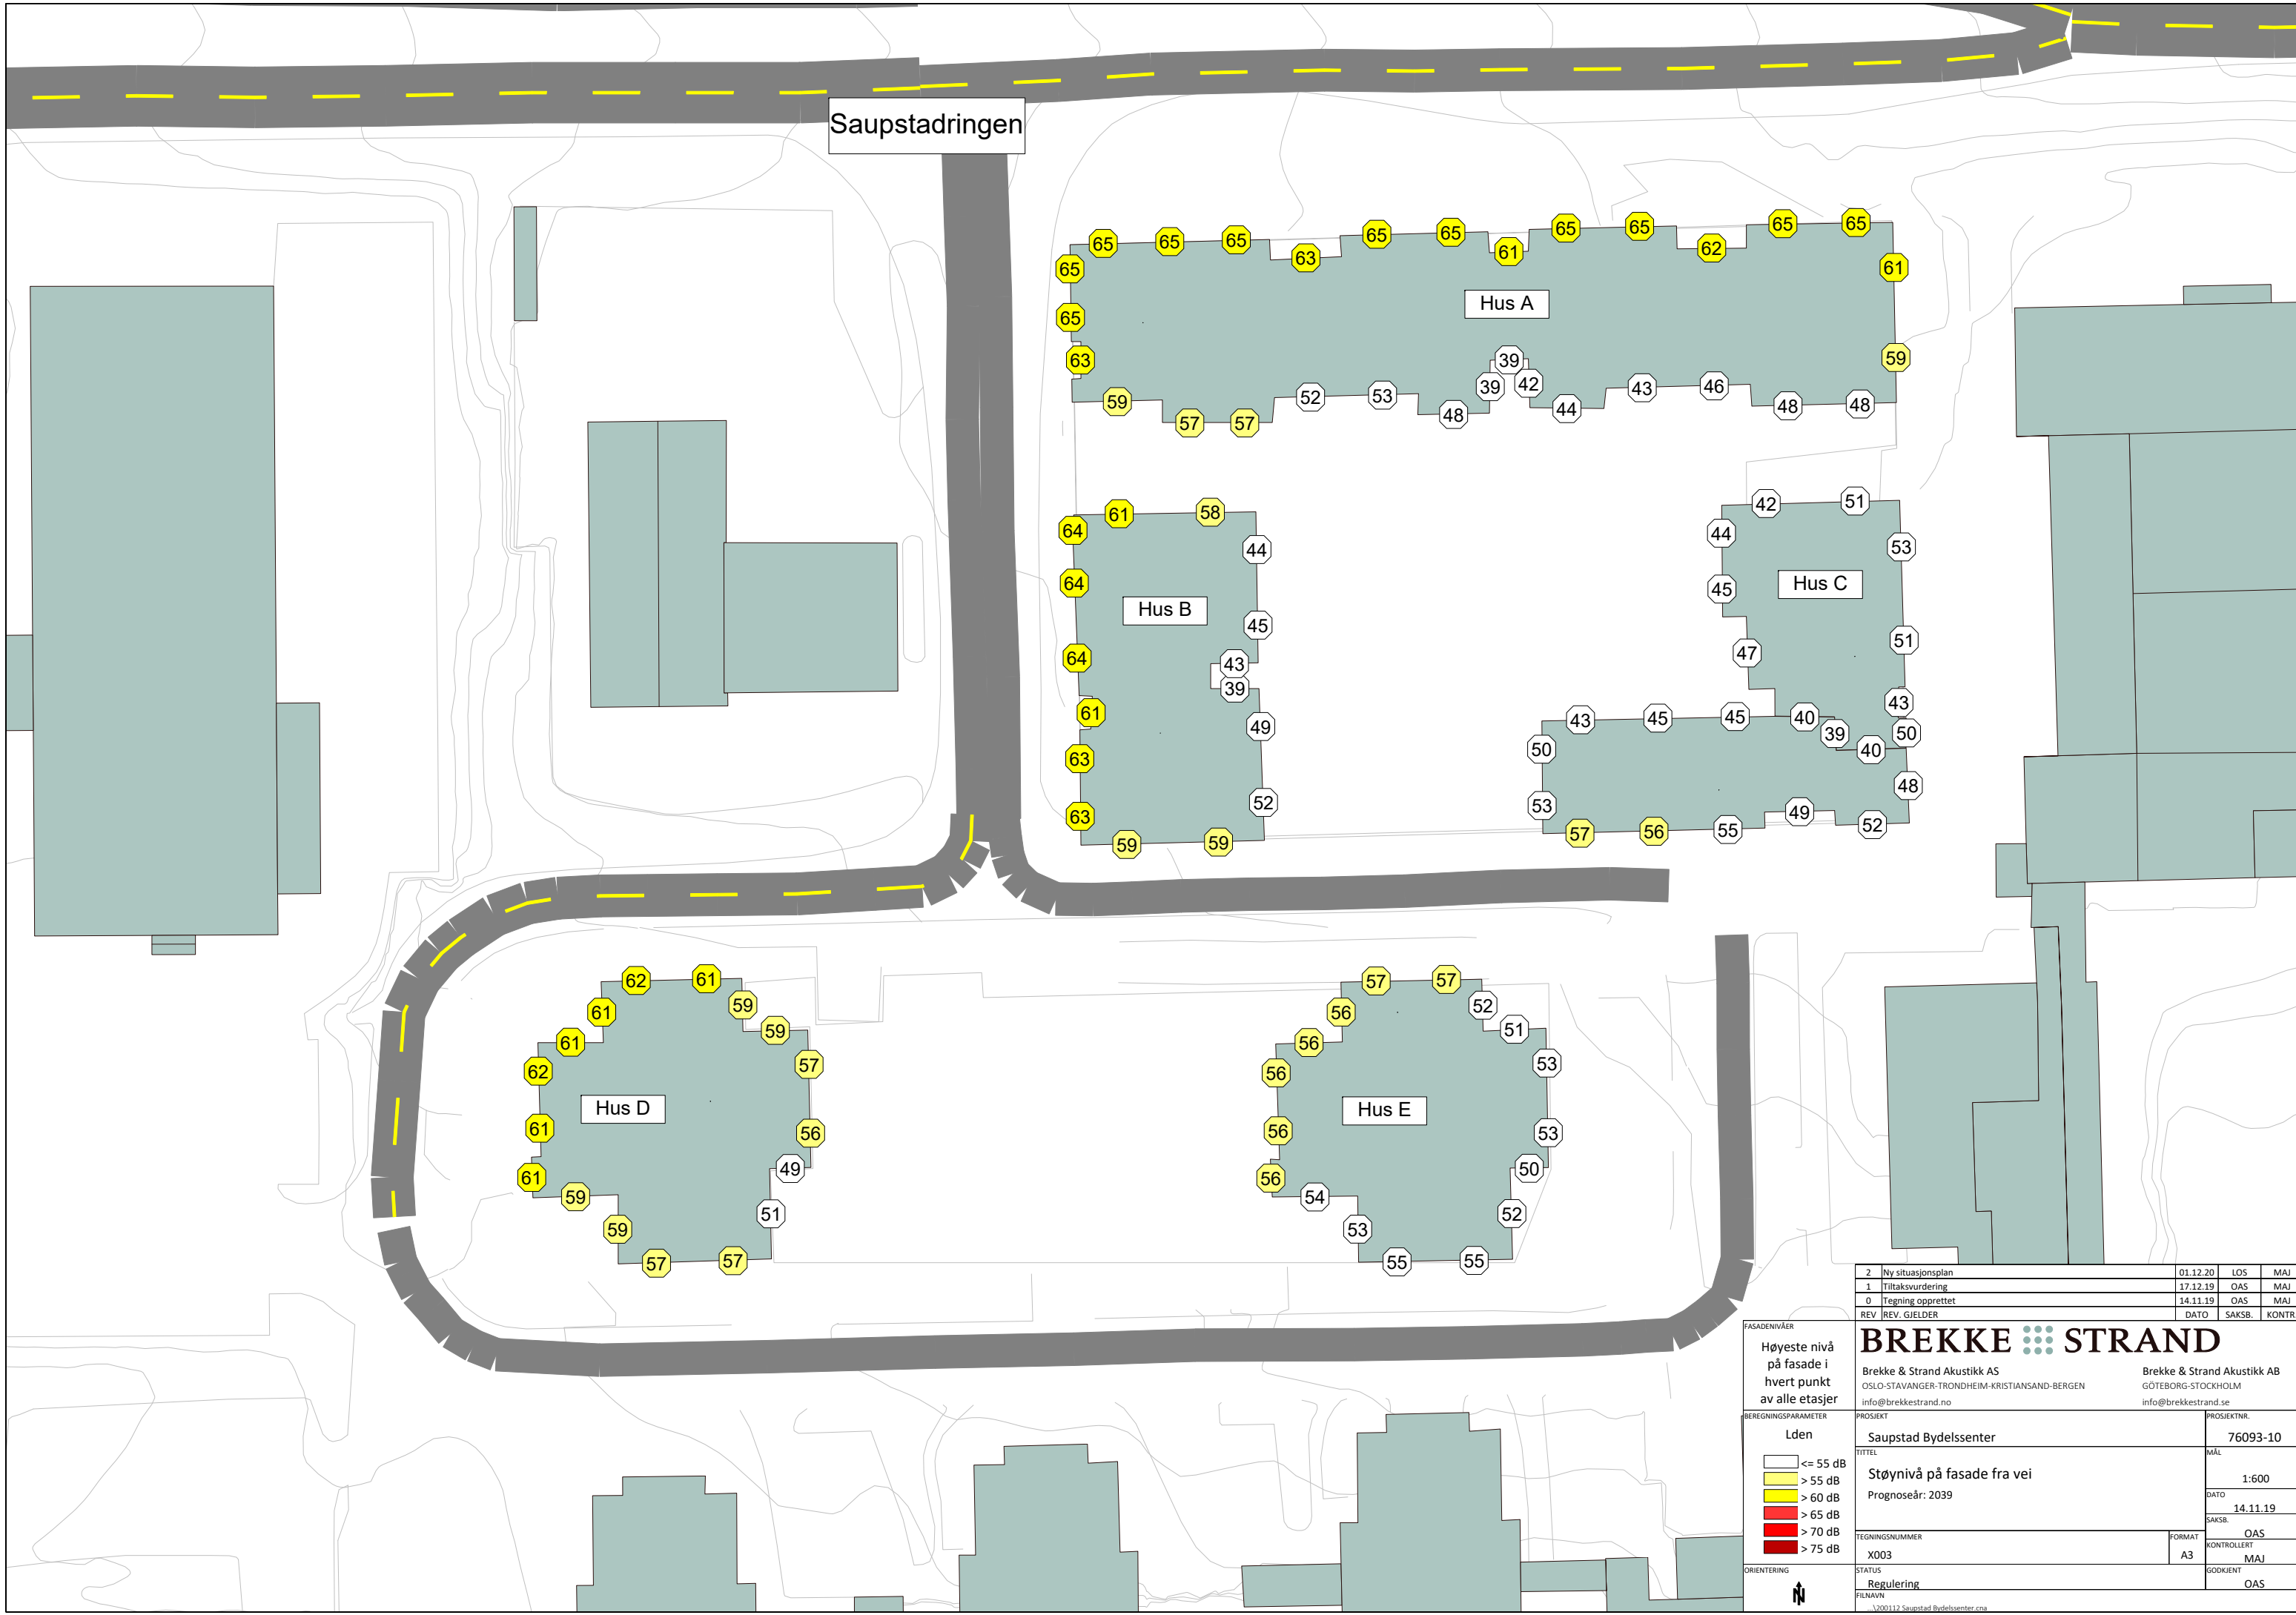 Saupstadringen
65 65 65 63 65 65 61 65 65 62 65 65
65 61
Hus A
65
63 39 59
59 57 57 52 53 48 39 42 44 43 46 48 48
61 58 42 51
64 44 44 53
64 45
Hus B Hus C
45 51
64 43 47
39 43
61 49 43 45 45 40 39 50
63 50 40
63 52 53 48
59 59 57 56 55 49 52
62 61 57 57
61 59 56 52
61 59 56 51
62 57 56 53
Hus D Hus E
61 56 56 53
61 49 56 50
59 51 54 52
59 53
57 57 55 55
2 Ny situasjonsplan 01.12.20 LOS MAJ
1 Tiltaksvurdering 17.12.19 OAS MAJ
0 Tegning opprettet 14.11.19 OAS MAJ
REV REV. GJELDER DATO SAKSB. KONTR.
FASADENIVÅER
Høyeste nivå
på fasade i
hvert punkt
av alle etasjer
BREKKE STRAND
Brekke & Strand Akustikk AS
OSLO-STAVANGER-TRONDHEIM-KRISTIANSAND-BERGEN
info@brekkestrand.no
Brekke & Strand Akustikk AB
GÖTEBORG-STOCKHOLM
info@brekkestrand.se
BEREGNINGSPARAMETER
Lden
<= 55 dB
> 55 dB
> 60 dB
> 65 dB
> 70 dB
> 75 dB
ORIENTERING
N
PROSJEKT
Saupstad Bydelssenter
PROSJEKTNR.
76093-10
TITTEL
Støynivå på fasade fra vei
Prognoseår: 2039
MÅL
1:600
DATO
14.11.19
SAKSB.
OAS
TEGNINGSNUMMER
X003
FORMAT
A3
KONTROLLERT
MAJ
STATUS
Regulering
GODKJENT
OAS
FILNAVN
...\200112 Saupstad Bydelssenter.cna